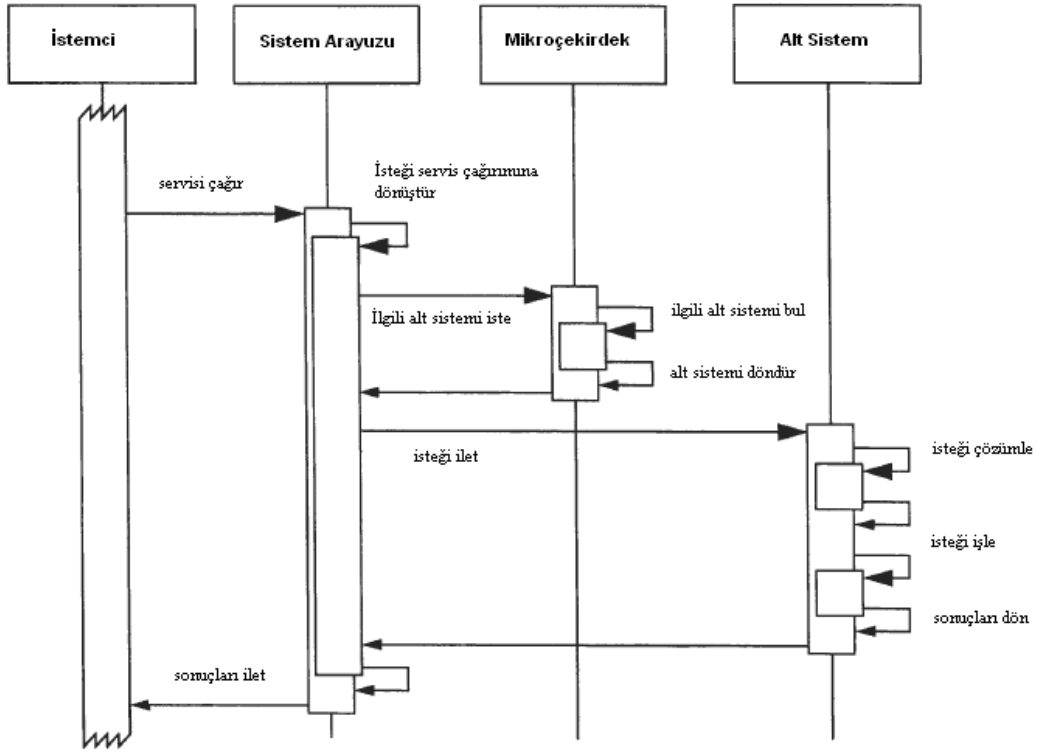 İstemci
Sistem Arayuzu
Mikroçekirdek
Alt Sistem
servisi çağır
İsteği servis çağırımına
dönüştür
İlgili alt sistemi iste
ilgili alt sistemi bul
alt sistemi döndür
isteği ilet
isteği çözümle
isteği işle
sonuçları dön
sonuçları ilet